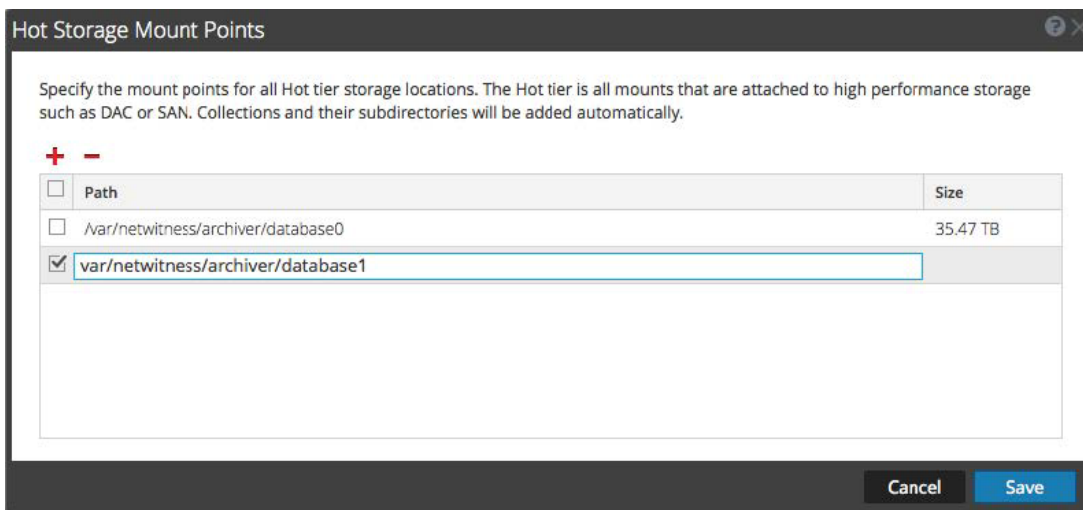 Hot Storage Mount Points
Specify the mount points for all Hot tier storage locations. The Hot tier is all mounts that are attached to high performance storage
such as DAC or SAN. Collections and their subdirectories will be added automatically.
Path Size
/var/netwitness/archiver/database0 35.47 TB
var/netwitness/archiver/database1
Cancel Save